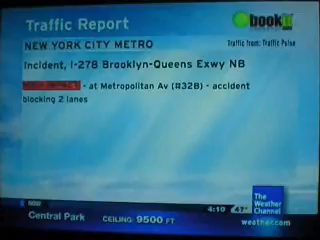 Traffic Report
book
NEW YORK CITY METRO
Traffic from: Traffic Pulse
Incident, I-278 Brooklyn-Queens Exwy NB
- at Metropolitan Av (#32B) - accident
blocking 2 lanes
NOW
4:10 47°
Central Park CEILING: 9500 FT
The
Weather
Channel
weather.com